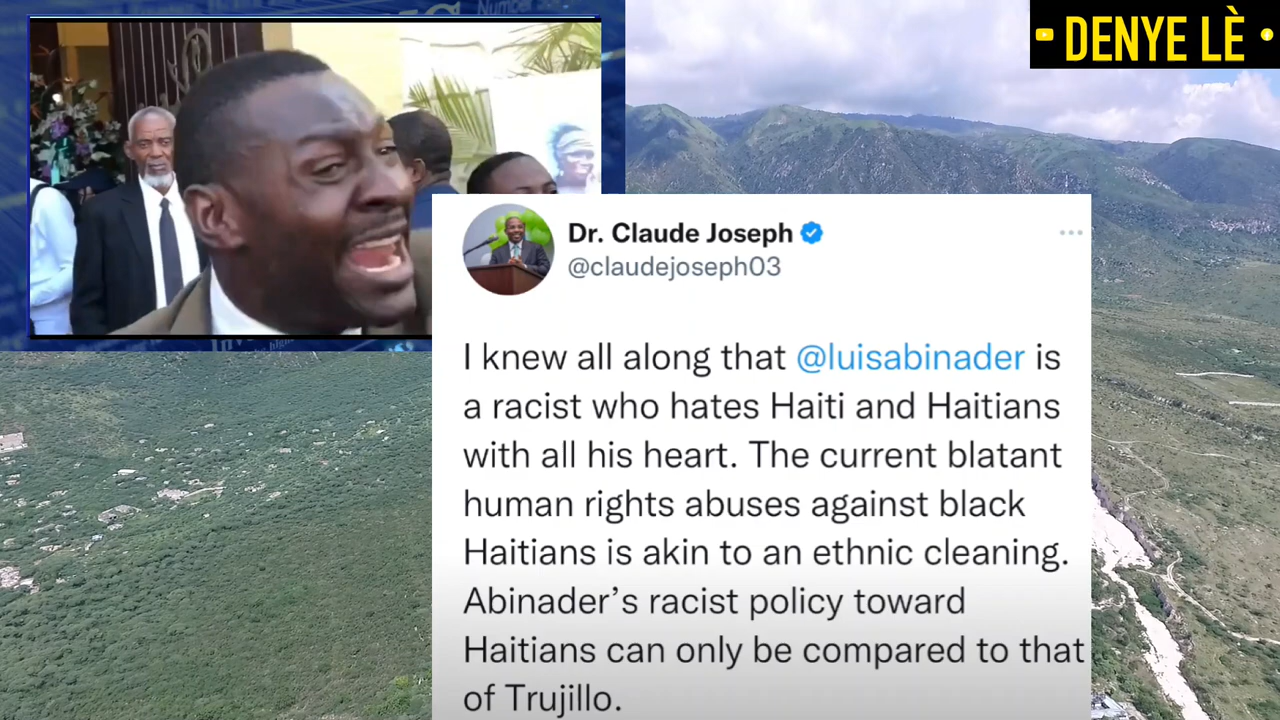 Number
DENYE LÈ
Dr. Claude Joseph
@claudejoseph03
I knew all along that @luisabinader is
a racist who hates Haiti and Haitians
with all his heart. The current blatant
human rights abuses against black
Haitians is akin to an ethnic cleaning.
Abinader’s racist policy toward
Haitians can only be compared to that
of Trujillo.